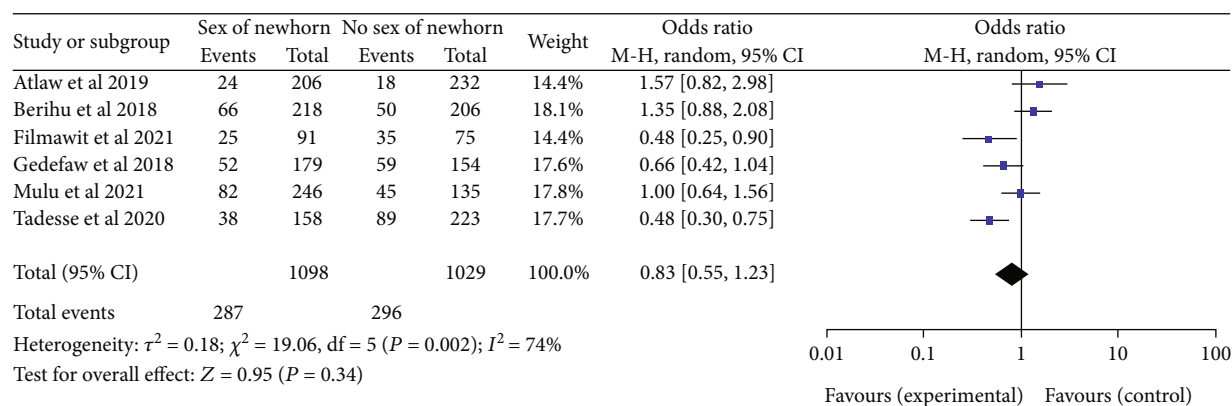 Study or subgroup Sex of newhorn No sex of newhorn Weight Odds ratio Odds ratio
Events Total Events Total M-H, random, 95% CI M-H, random, 95% CI
Atlaw et al 2019 24 206 18 232 14.4% 1.57 [0.82, 2.98]
Berihu et al 2018 66 218 50 206 18.1% 1.35 [0.88, 2.08]
Filmawit et al 2021 25 91 35 75 14.4% 0.48 [0.25, 0.90]
Gedefaw et al 2018 52 179 59 154 17.6% 0.66 [0.42, 1.04]
Mulu et al 2021 82 246 45 135 17.8% 1.00 [0.64, 1.56]
Tadesse et al 2020 38 158 89 223 17.7% 0.48 [0.30, 0.75]
Total (95% CI) 1098 1029 100.0% 0.83 [0.55, 1.23]
Total events 287 296
Heterogeneity: τ² = 0.18; χ² = 19.06, df = 5 (P = 0.002); I² = 74%
Test for overall effect: Z = 0.95 (P = 0.34)
0.01 0.1 1 10 100
Favours (experimental) Favours (control)